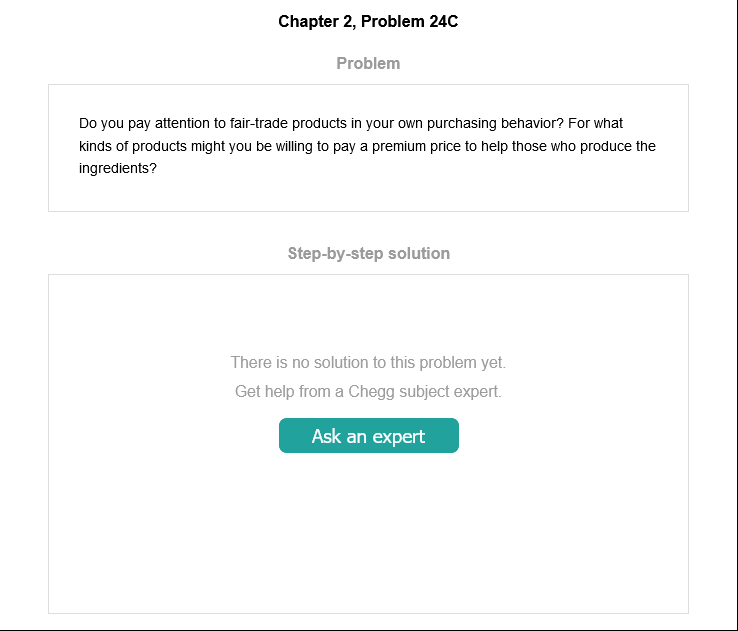 Chapter 2, Problem 24C
Problem
Do you pay attention to fair-trade products in your own purchasing behavior? For what
kinds of products might you be willing to pay a premium price to help those who produce the
ingredients?
Step-by-step solution
There is no solution to this problem yet.
Get help from a Chegg subject expert.
Ask an expert